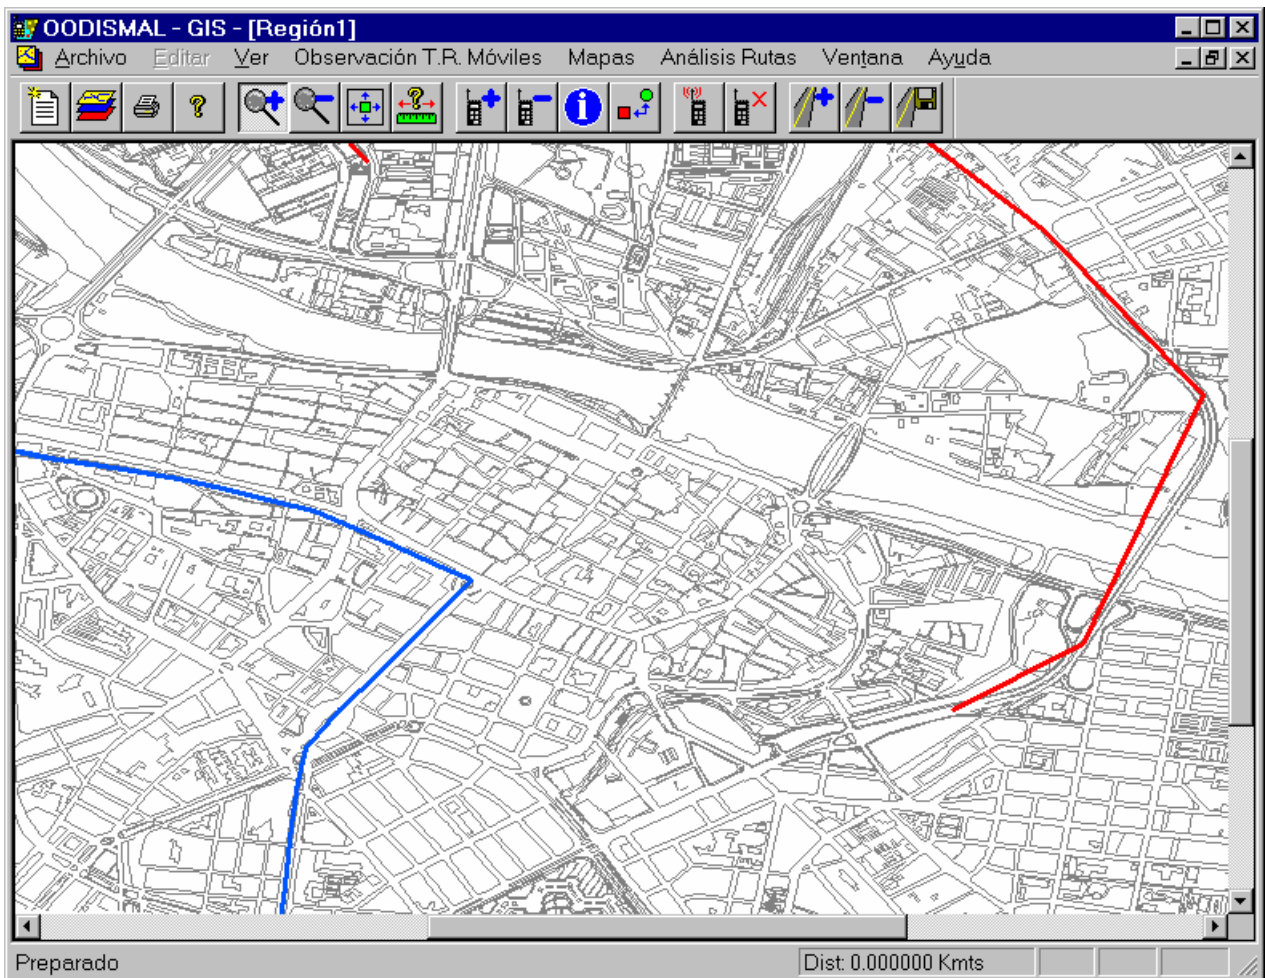 OODISMAL - GIS - [Región1]
Archivo Editar Ver Observación T.R. Móviles Mapas Análisis Rutas Ventana Ayuda
Preparado Dist: 0.000000 Kmts